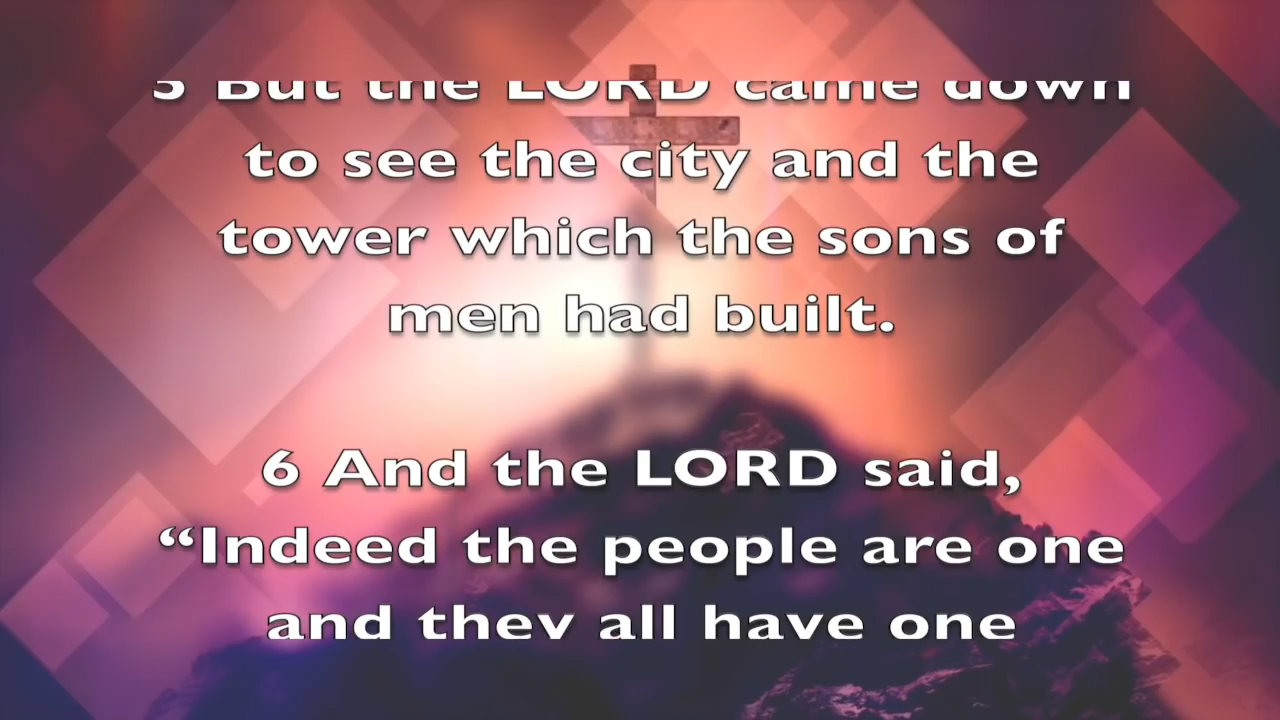 5 But the LORD came down
to see the city and the
tower which the sons of
men had built.
6 And the LORD said,
“Indeed the people are one
and they all have one